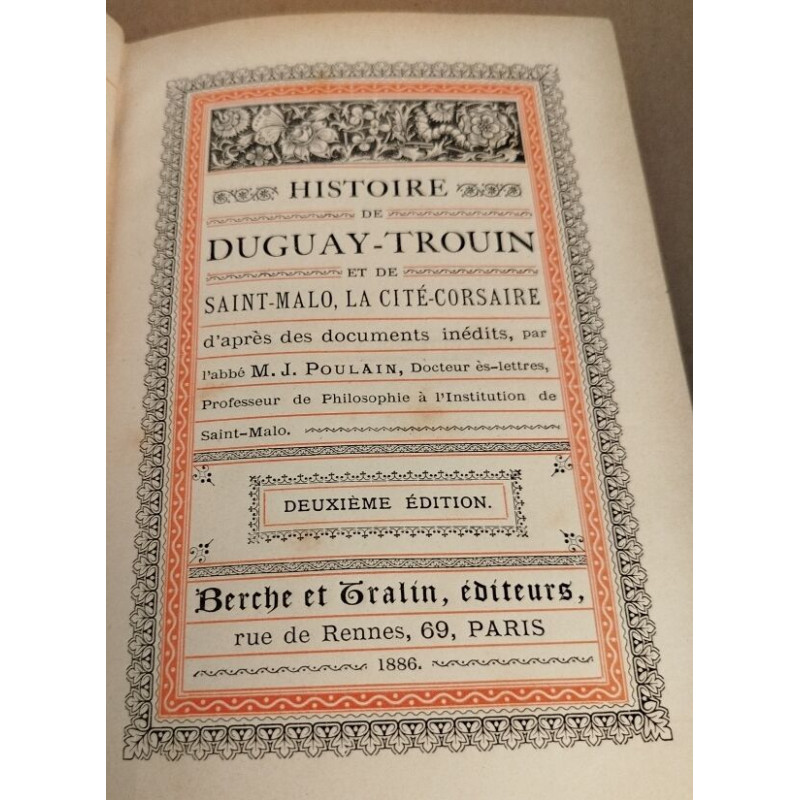 HISTOIRE
DE
DUGUAY-TROUIN
ET DE
SAINT-MALO, LA CITÉ-CORSAIRE
d'après des documents inédits, par
l'abbé M. J. POULAIN, Docteur ès-lettres,
Professeur de Philosophie à l'Institution de
Saint-Malo.
DEUXIÈME ÉDITION.
Berche et Tralin, éditeurs,
rue de Rennes, 69, PARIS
1886.